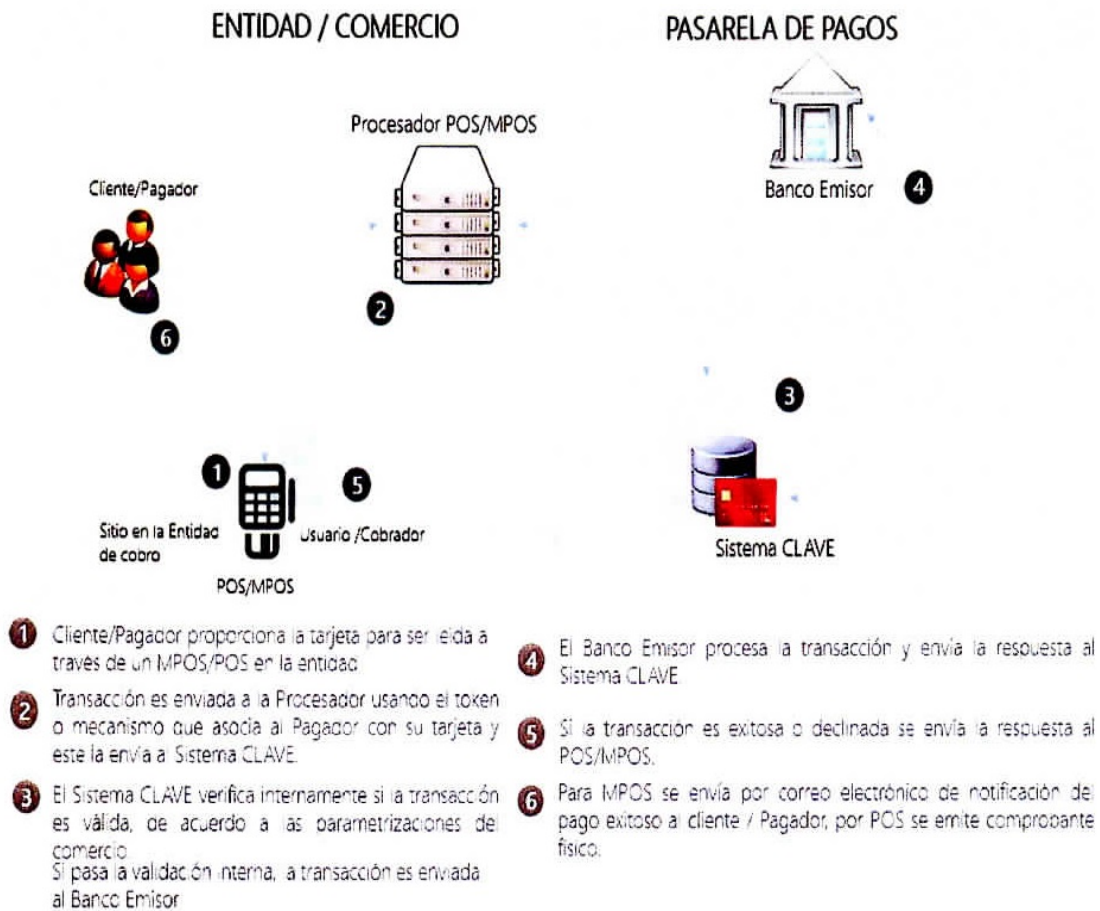 ENTIDAD / COMERCIO
PASARELA DE PAGOS
Procesador POS/MPOS
Cliente/Pagador
Banco Emisor
4
2
6
3
1
5
Sitio en la Entidad
de cobro
Usuario /Cobrador
POS/MPOS
Sistema CLAVE
1 Cliente/Pagador proporciona la tarjeta para ser leída a
través de un MPOS/POS en la entidad
2 Transacción es enviada a la Procesador usando el token
o mecanismo que asocia al Pagador con su tarjeta y
este la envía al Sistema CLAVE.
3 El Sistema CLAVE verifica internamente si la transacción
es válida, de acuerdo a las parametrizaciones del
comercio.
Si pasa la validación interna, la transacción es enviada
al Banco Emisor
4 El Banco Emisor procesa la transacción y envía la respuesta al
Sistema CLAVE
5 Si la transacción es exitosa o declinada se envía la respuesta al
POS/MPOS.
6 Para MPOS se envía por correo electrónico de notificación del
pago exitoso al cliente / Pagador, por POS se emite comprobante
físico.